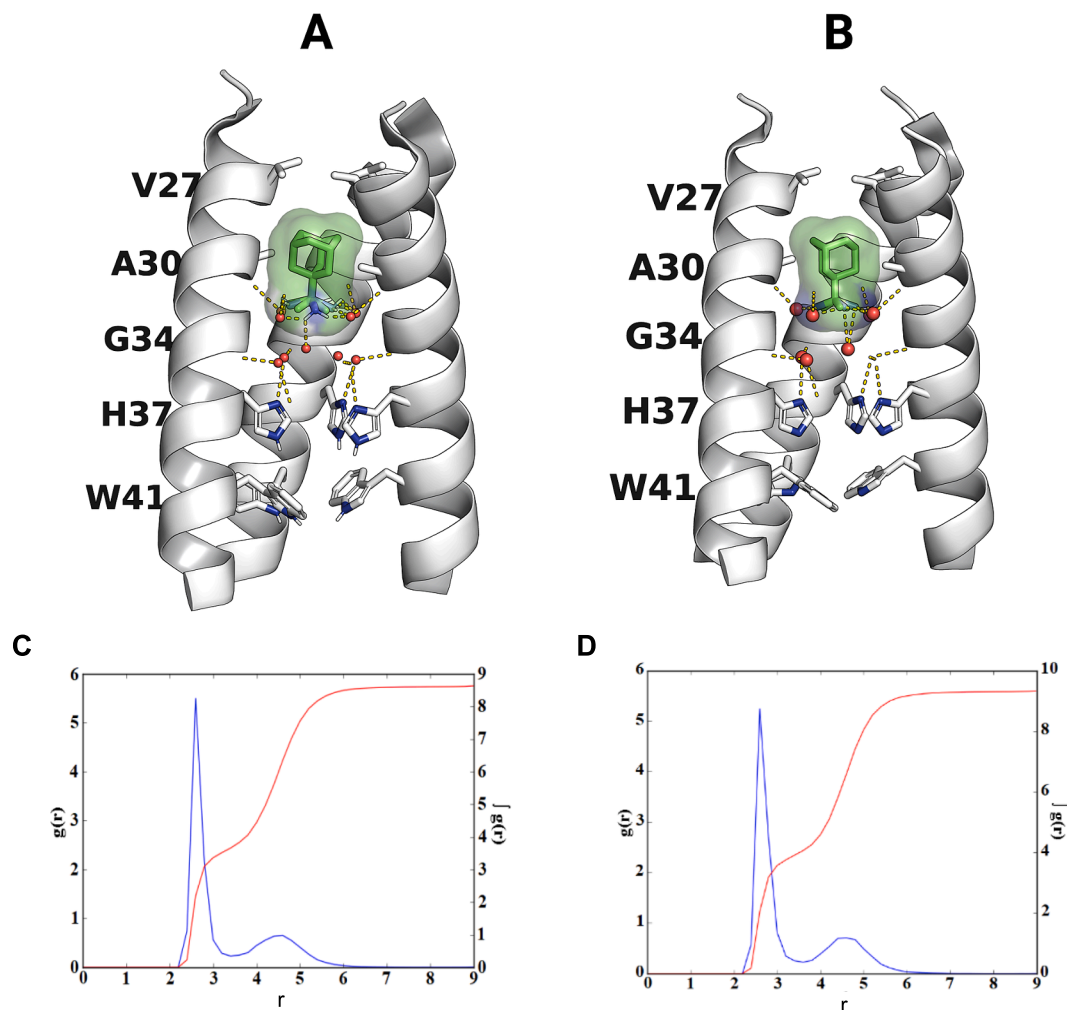 A B
V27 V27
A30 A30
G34 G34
H37 H37
W41 W41
C D
6 9 6 10
5 8 5 8
4 7 4 6
3 6 3 4
2 5 2 2
1 4 1 0
0 3 0
2
1
0
g(r) ∫ g(r) g(r) ∫ g(r)
0 1 2 3 4 5 6 7 8 9 0 1 2 3 4 5 6 7 8 9
r r